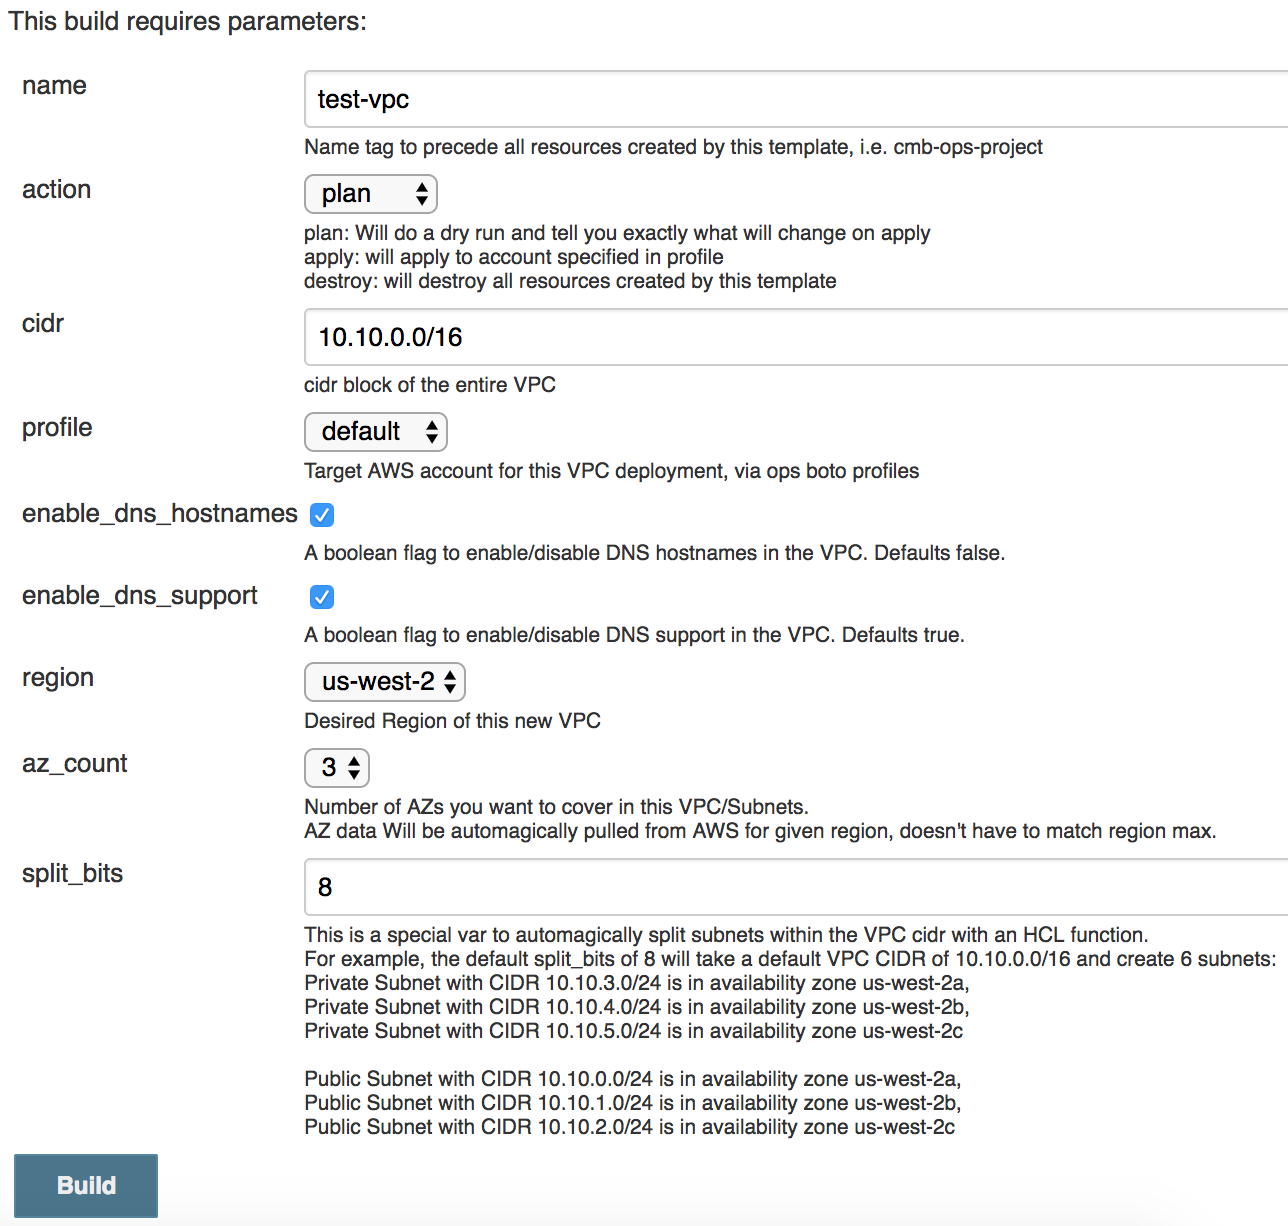 This build requires parameters:
name
test-vpc
Name tag to precede all resources created by this template, i.e. cmb-ops-project
action
plan
plan: Will do a dry run and tell you exactly what will change on apply
apply: will apply to account specified in profile
destroy: will destroy all resources created by this template
cidr
10.10.0.0/16
cidr block of the entire VPC
profile
default
Target AWS account for this VPC deployment, via ops boto profiles
enable_dns_hostnames
A boolean flag to enable/disable DNS hostnames in the VPC. Defaults false.
enable_dns_support
A boolean flag to enable/disable DNS support in the VPC. Defaults true.
region
us-west-2
Desired Region of this new VPC
az_count
3
Number of AZs you want to cover in this VPC/Subnets.
AZ data Will be automagically pulled from AWS for given region, doesn't have to match region max.
split_bits
8
This is a special var to automagically split subnets within the VPC cidr with an HCL function.
For example, the default split_bits of 8 will take a default VPC CIDR of 10.10.0.0/16 and create 6 subnets:
Private Subnet with CIDR 10.10.3.0/24 is in availability zone us-west-2a,
Private Subnet with CIDR 10.10.4.0/24 is in availability zone us-west-2b,
Private Subnet with CIDR 10.10.5.0/24 is in availability zone us-west-2c
Public Subnet with CIDR 10.10.0.0/24 is in availability zone us-west-2a,
Public Subnet with CIDR 10.10.1.0/24 is in availability zone us-west-2b,
Public Subnet with CIDR 10.10.2.0/24 is in availability zone us-west-2c
Build